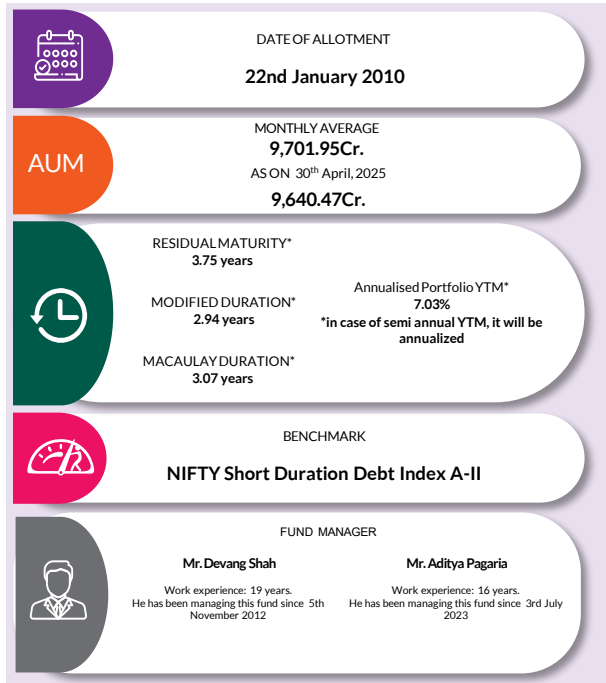 DATE OF ALLOTMENT
22nd January 2010
AUM
MONTHLY AVERAGE
9,701.95Cr.
AS ON 30th April, 2025
9,640.47Cr.
RESIDUAL MATURITY*
3.75 years
MODIFIED DURATION*
2.94 years
MACAULAY DURATION*
3.07 years
Annualised Portfolio YTM*
7.03%
*in case of semi annual YTM, it will be
annualized
BENCHMARK
NIFTY Short Duration Debt Index A-II
FUND MANAGER
Mr. Devang Shah
Work experience: 19 years.
He has been managing this fund since 5th
November 2012
Mr. Aditya Pagaria
Work experience: 16 years.
He has been managing this fund since 3rd July
2023